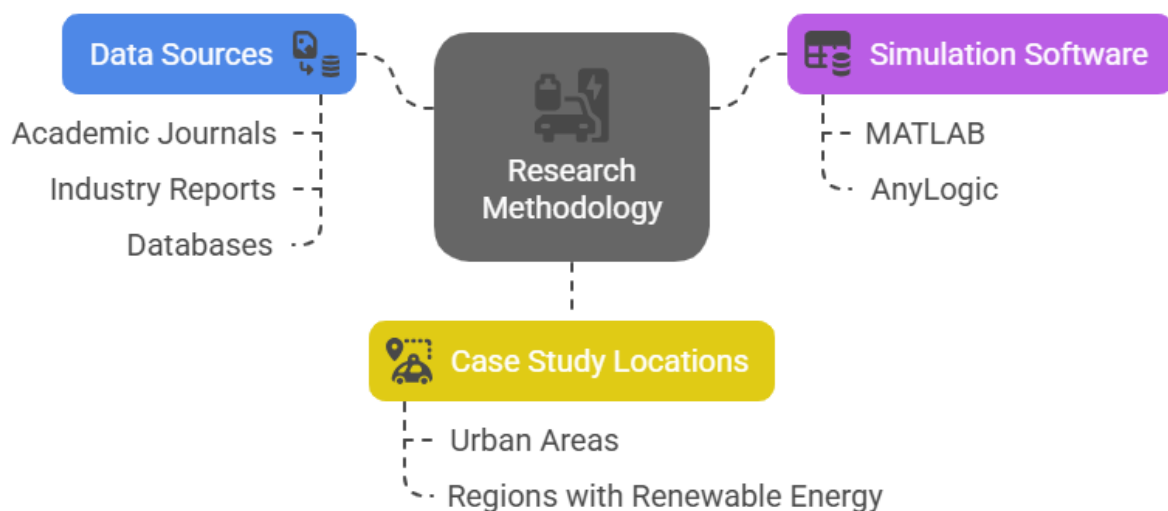 Data Sources
Academic Journals
Industry Reports
Databases
Research
Methodology
Simulation Software
MATLAB
AnyLogic
Case Study Locations
Urban Areas
Regions with Renewable Energy